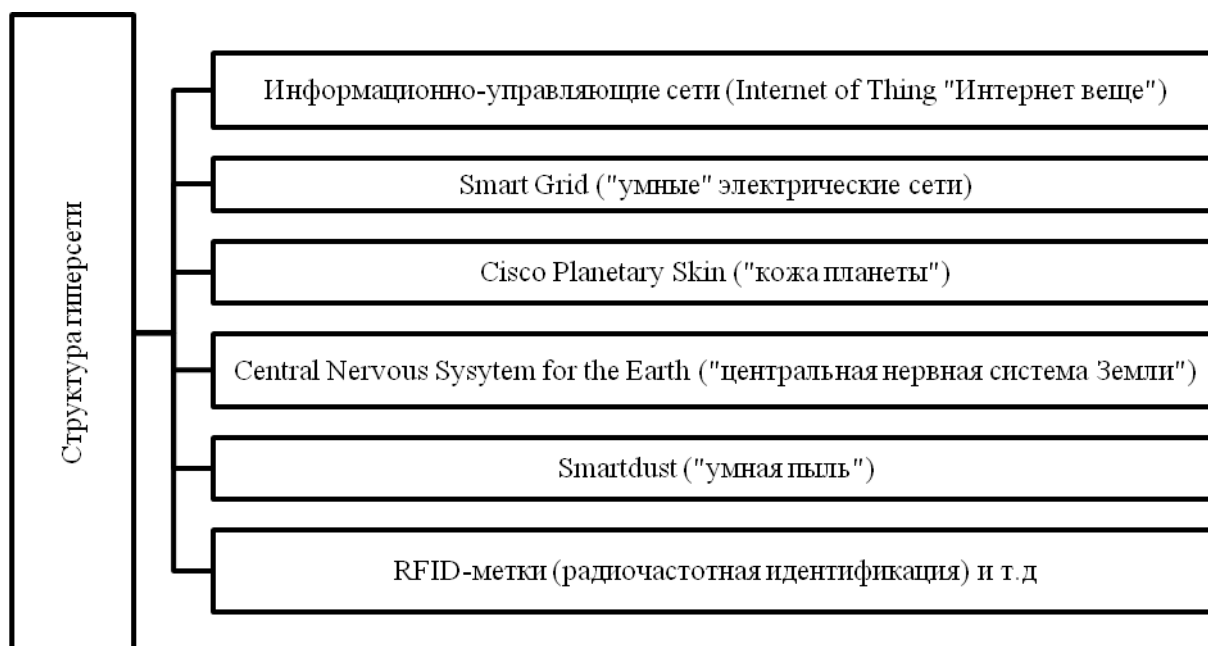 Структура гиперсети
Информационно-управляющие сети (Internet of Thing "Интернет веще")
Smart Grid ("умные" электрические сети)
Cisco Planetary Skin ("кожа планеты")
Central Nervous Sysytem for the Earth ("центральная нервная система Земли")
Smartdust ("умная пыль")
RFID-метки (радиочастотная идентификация) и т.д